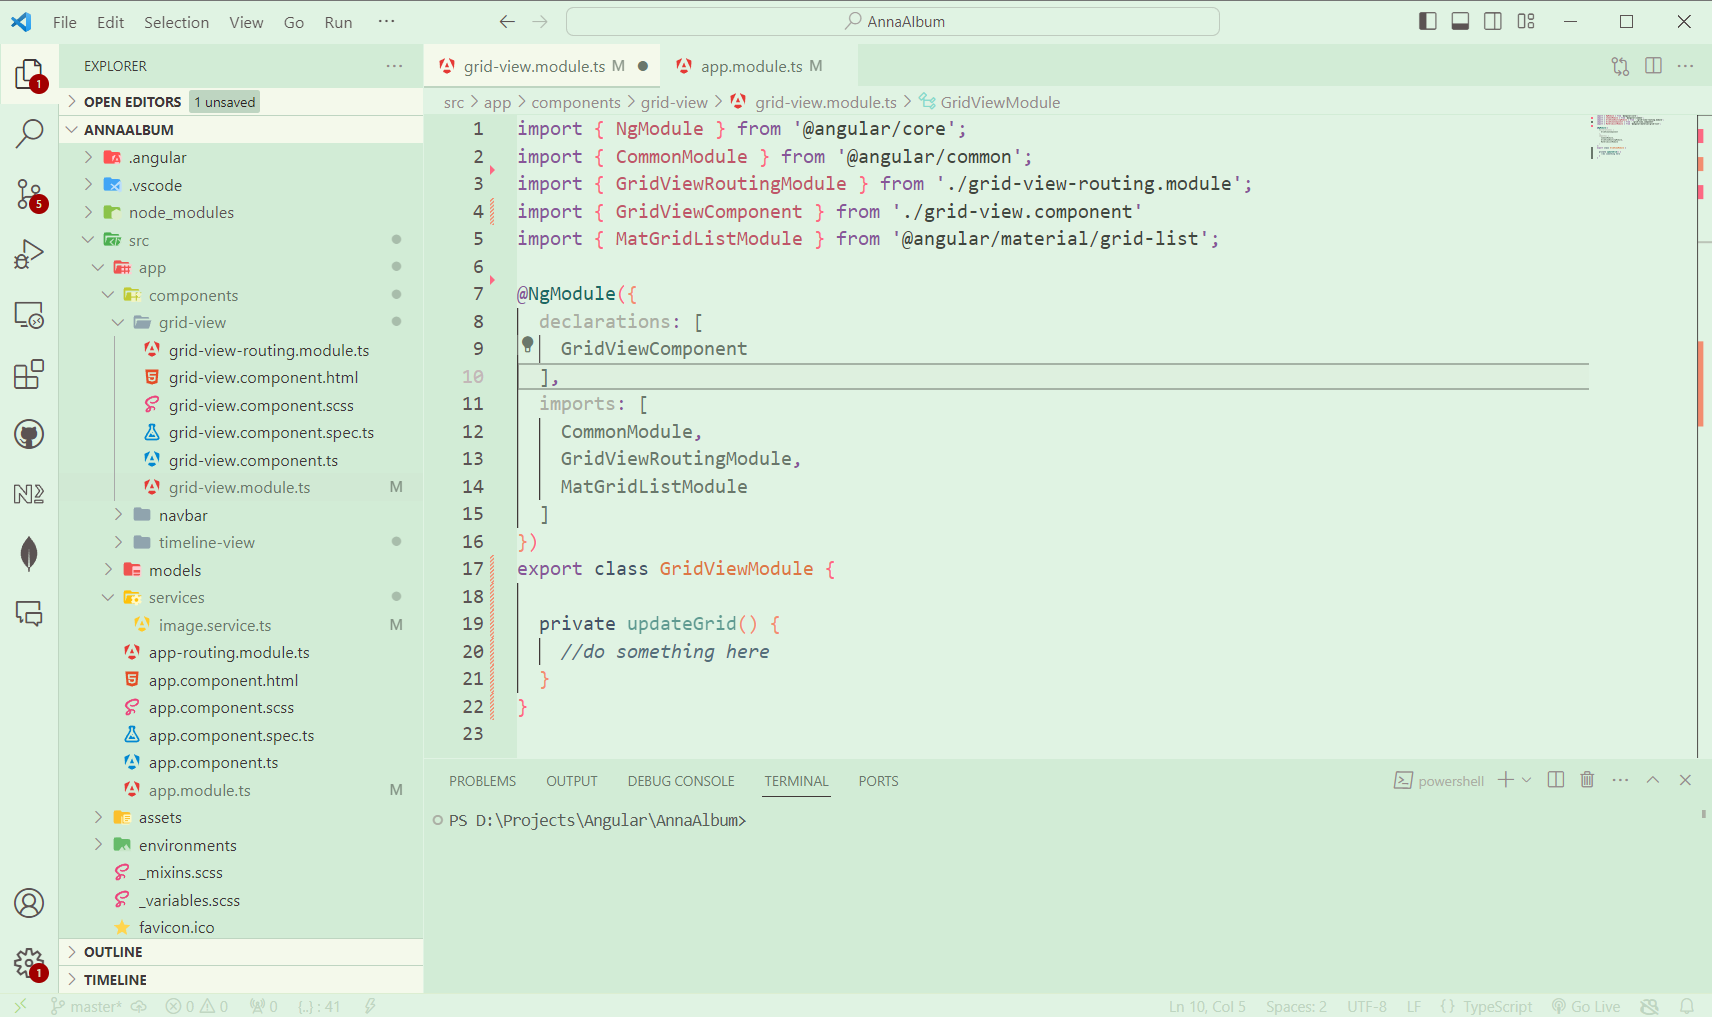 File Edit Selection View Go Run ···
AnnaAlbum
EXPLORER
OPEN EDITORS 1 unsaved
ANNAALBUM
.angular
.vscode
node_modules
src
app
components
grid-view
grid-view-routing.module.ts
grid-view.component.html
grid-view.component.scss
grid-view.component.spec.ts
grid-view.component.ts
grid-view.module.ts M
navbar
timeline-view
models
services
image.service.ts M
app-routing.module.ts
app.component.html
app.component.scss
app.component.spec.ts
app.component.ts
app.module.ts M
assets
environments
_mixins.scss
_variables.scss
favicon.ico
OUTLINE
TIMELINE
1
5
N
1
grid-view.module.ts M
app.module.ts M
src > app > components > grid-view > grid-view.module.ts > GridViewModule
1 import { NgModule } from '@angular/core';
2 import { CommonModule } from '@angular/common';
3 import { GridViewRoutingModule } from './grid-view-routing.module';
4 import { GridViewComponent } from './grid-view.component'
5 import { MatGridListModule } from '@angular/material/grid-list';
6
7 @NgModule({
8 declarations: [
9 GridViewComponent
10 ],
11 imports: [
12 CommonModule,
13 GridViewRoutingModule,
14 MatGridListModule
15 ]
16 })
17 export class GridViewModule {
18
19 private updateGrid() {
20 //do something here
21 }
22 }
23
PROBLEMS OUTPUT DEBUG CONSOLE TERMINAL PORTS
powershell
PS D:\Projects\Angular\AnnaAlbum>
master* 0 0 0 {..} : 41
Ln 10, Col 5 Spaces: 2 UTF-8 LF {} TypeScript Go Live